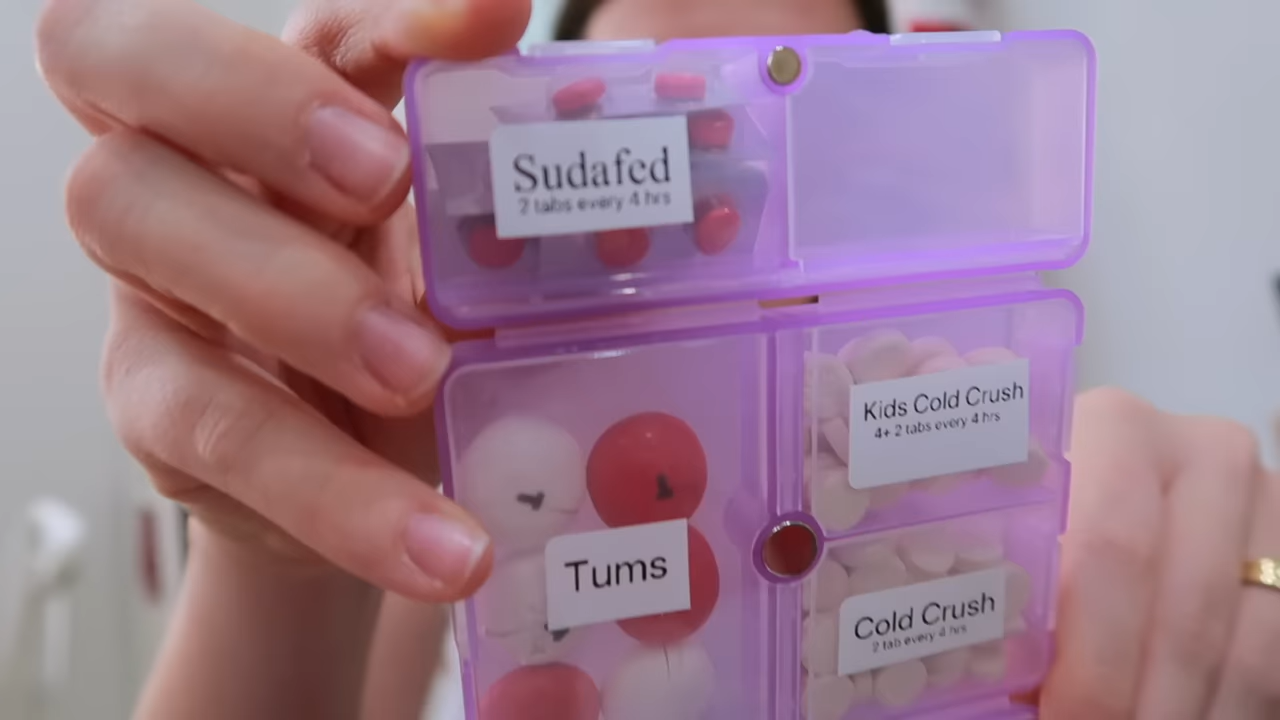 Sudafed
2 tabs every 4 hrs
Kids Cold Crush
4+ 2 tabs every 4 hrs
Tums
Cold Crush
2 tab every 4 hrs